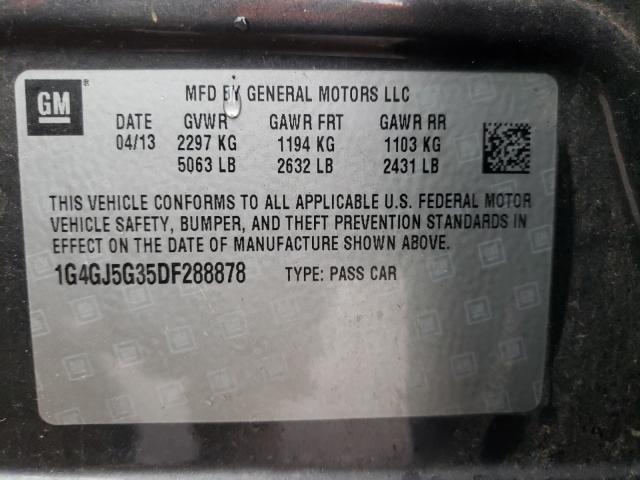 GM ®
MFD BY GENERAL MOTORS LLC
DATE GVWR GAWR FRT GAWR RR
04/13 2297 KG 1194 KG 1103 KG
5063 LB 2632 LB 2431 LB
THIS VEHICLE CONFORMS TO ALL APPLICABLE U.S. FEDERAL MOTOR
VEHICLE SAFETY, BUMPER, AND THEFT PREVENTION STANDARDS IN
EFFECT ON THE DATE OF MANUFACTURE SHOWN ABOVE.
1G4GJ5G35DF288878 TYPE: PASS CAR